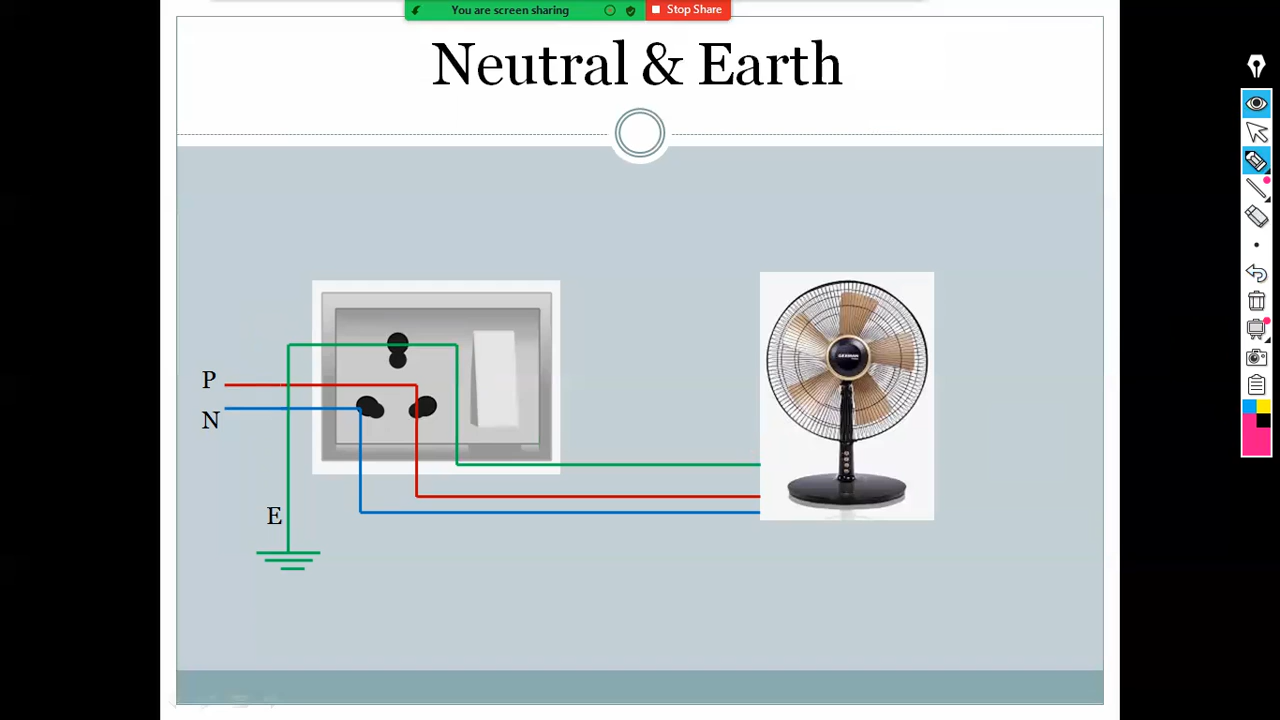 You are screen sharing
Stop Share
Neutral & Earth
P
N
E